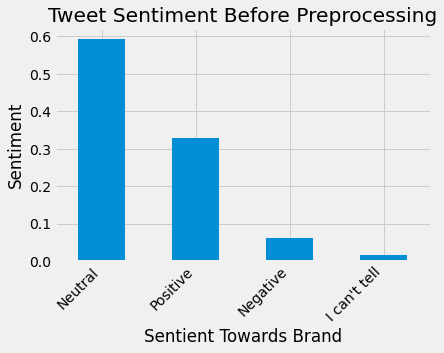 Tweet Sentiment Before Preprocessing
0.6
0.5
0.4
0.3
0.2
0.1
0.0
Sentiment
Neutral
Positive
Negative
I can't tell
Sentient Towards Brand